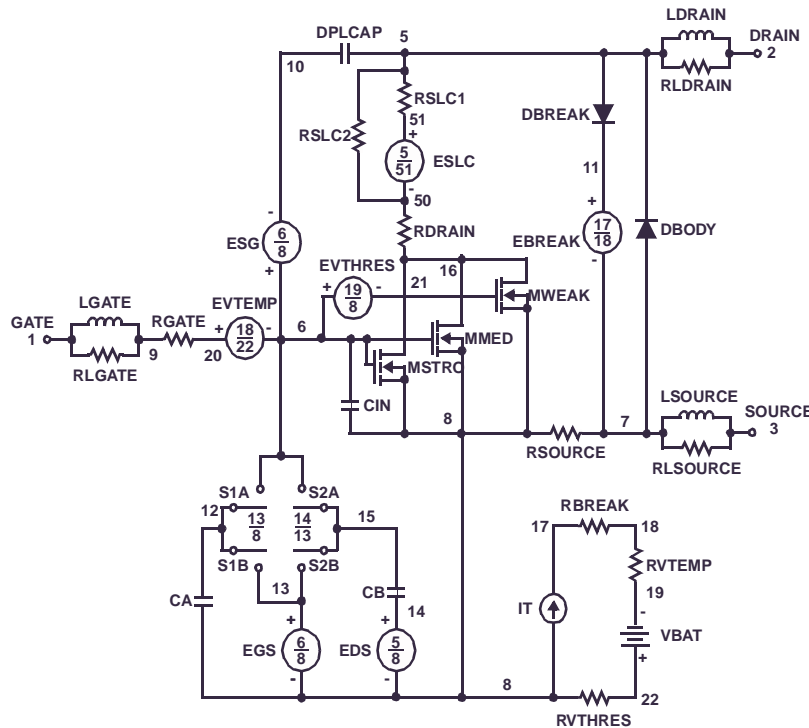 LDRAIN
DPLCAP 5 DRAIN
10 2
RLDRAIN
RSLC1
51 DBREAK
RSLC2 +
5
51 ESLC 11
- 50 +
- RDRAIN 17
18
ESG 6
8 EBREAK DBODY
+ EVTHRES 16 -
+ 19
8 - 21 MWEAK
LGATE EVTEMP
GATE RGATE + 18
22 - 6 MMED
1 9 20
RLGATE MSTRO
CIN LSOURCE
8 7 SOURCE
3
RSOURCE RLSOURCE
S1A S2A
12 13
8 14
13 15 17 RBREAK 18
S1B S2B
13 RVTEMP
CA CB 19
+ + 14 IT -
EGS 6
8 EDS 5
8 VBAT
- - +
8 22
RVTHRES